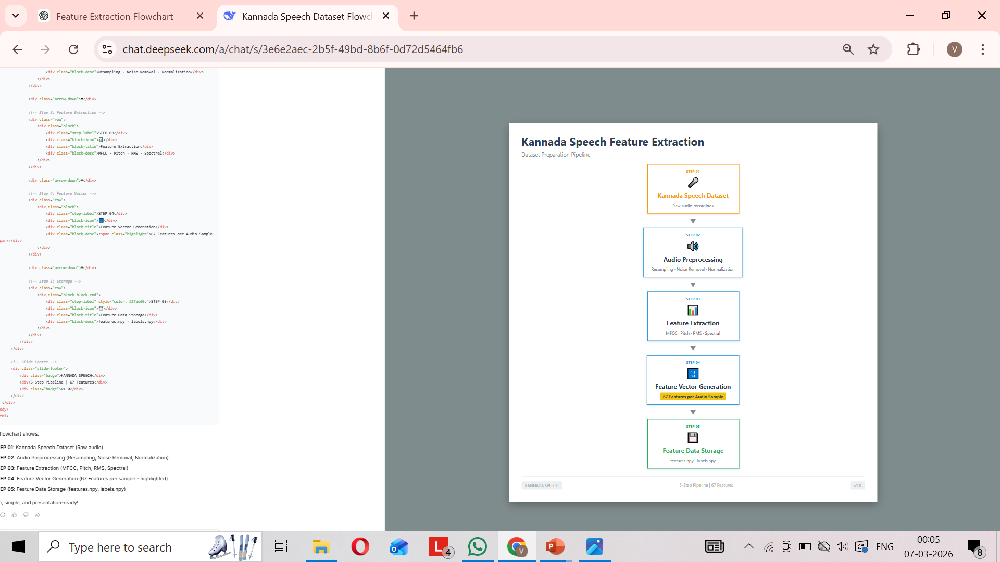 Feature Extraction Flowchart
Kannada Speech Dataset Flowc
chat.deepseek.com/a/chat/s/3e6e2aec-2b5f-49bd-8b6f-0d72d5464fb6
V
<div class="block-desc">Resampling · Noise Removal · Normalization</div>
</div>
</div>
<div class="arrow-down">▼</div>
<!-- Step 3: Feature Extraction -->
<div class="row">
<div class="block">
<div class="step-label">STEP 03</div>
<div class="block-icon">📊</div>
<div class="block-title">Feature Extraction</div>
<div class="block-desc">MFCC · Pitch · RMS · Spectral</div>
</div>
</div>
<div class="arrow-down">▼</div>
<!-- Step 4: Feature Vector -->
<div class="row">
<div class="block">
<div class="step-label">STEP 04</div>
<div class="block-icon">🔢</div>
<div class="block-title">Feature Vector Generation</div>
<div class="block-desc"><span class="highlight">67 Features per Audio Sample
pan></div>
</div>
</div>
<div class="arrow-down">▼</div>
<!-- Step 5: Storage -->
<div class="row">
<div class="block block-end">
<div class="step-label" style="color: #27ae60;">STEP 05</div>
<div class="block-icon">💾</div>
<div class="block-title">Feature Data Storage</div>
<div class="block-desc">features.npy · labels.npy</div>
</div>
</div>
</div>
</div>
<!-- Slide Footer -->
<div class="slide-footer">
<div class="badge">KANNADA SPEECH</div>
<div>5-Step Pipeline | 67 Features</div>
<div class="badge">v1.0</div>
</div>
</div>
ody>
tml>
flowchart shows:
EP 01: Kannada Speech Dataset (Raw audio)
EP 02: Audio Preprocessing (Resampling, Noise Removal, Normalization)
EP 03: Feature Extraction (MFCC, Pitch, RMS, Spectral)
EP 04: Feature Vector Generation (67 Features per sample - highlighted)
EP 05: Feature Data Storage (features.npy, labels.npy)
n, simple, and presentation-ready!
Kannada Speech Feature Extraction
Dataset Preparation Pipeline
STEP 01
Kannada Speech Dataset
Raw audio recordings
▼
STEP 02
Audio Preprocessing
Resampling · Noise Removal · Normalization
▼
STEP 03
Feature Extraction
MFCC · Pitch · RMS · Spectral
▼
STEP 04
1 2
3 4
Feature Vector Generation
67 Features per Audio Sample
▼
STEP 05
Feature Data Storage
features.npy · labels.npy
KANNADA SPEECH
5-Step Pipeline | 67 Features
v1.0
Type here to search
L
4
V
P
ENG
00:05
07-03-2026
8